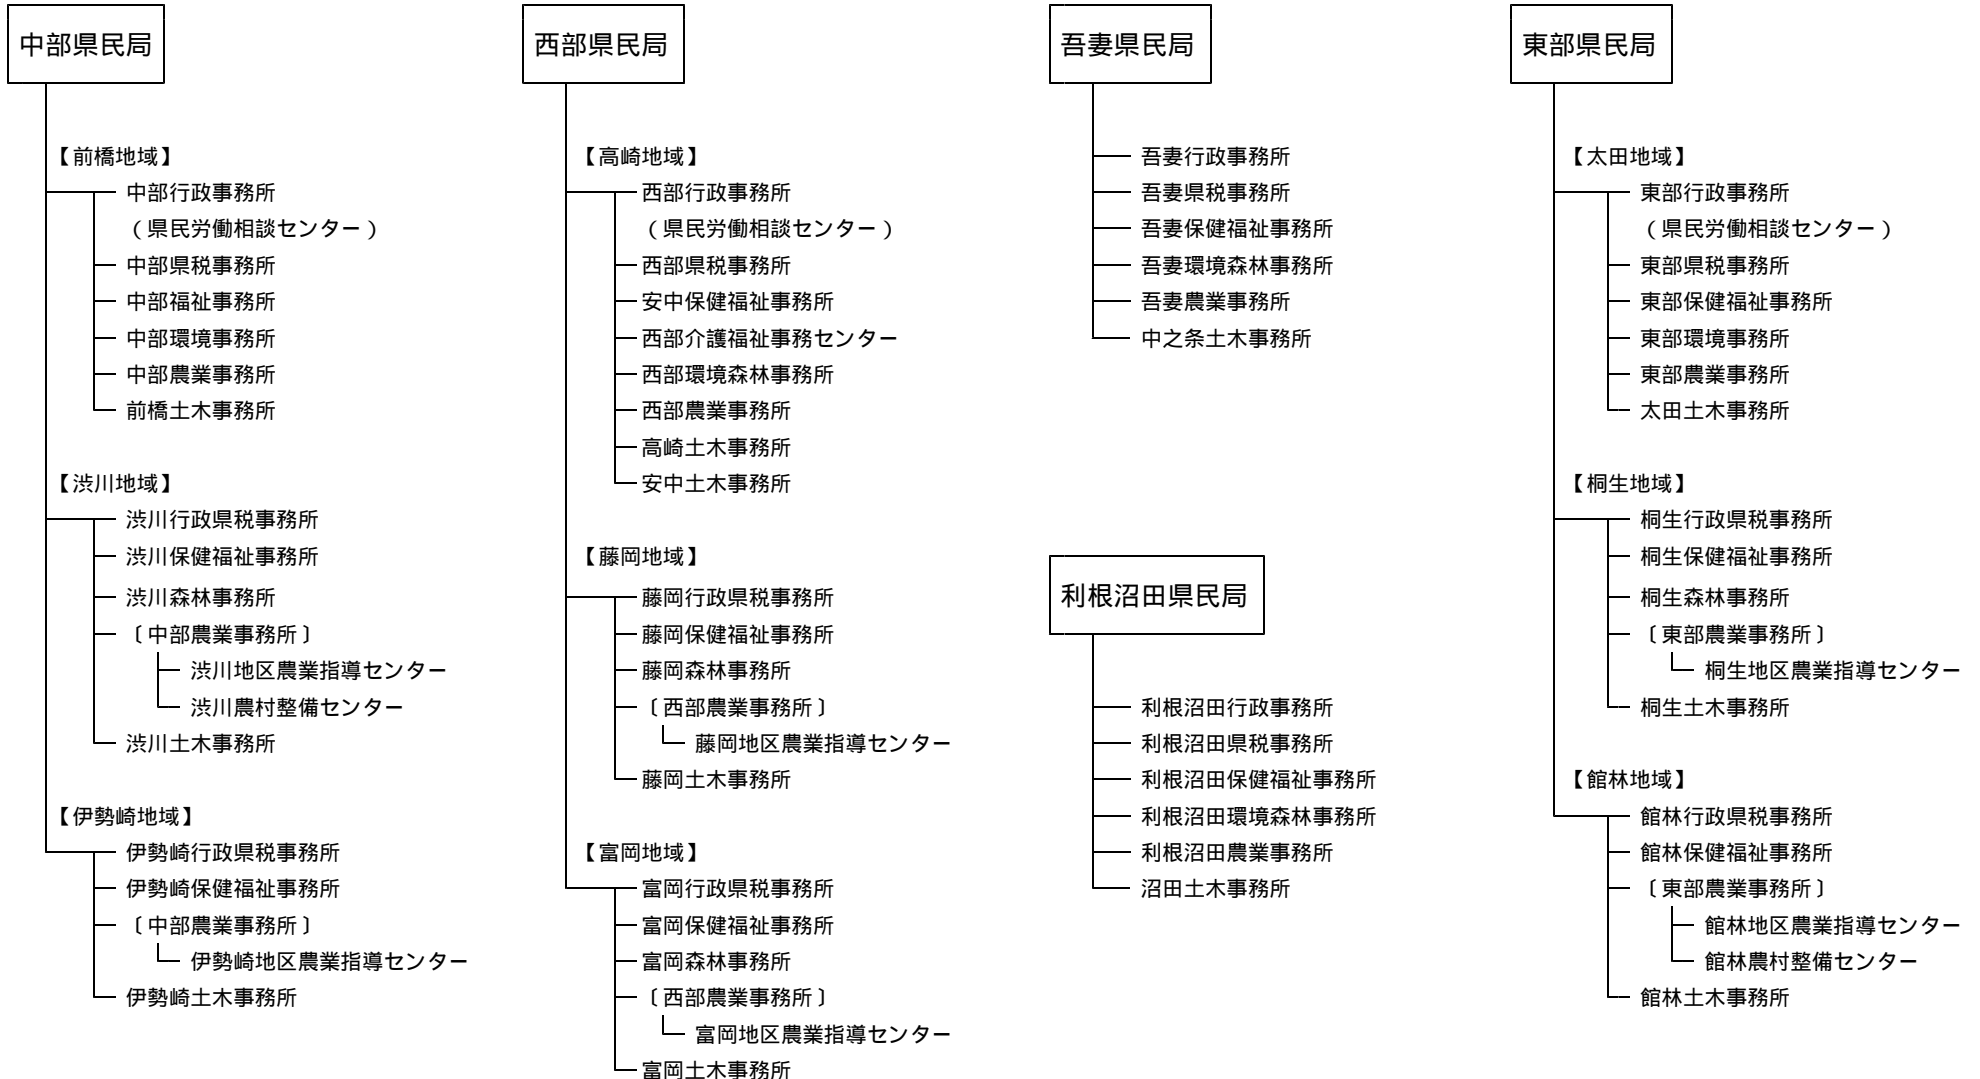 中部県民局
【前橋地域】
中部行政事務所
(県民労働相談センター)
中部県税事務所
中部福祉事務所
中部環境事務所
中部農業事務所
前橋土木事務所
【渋川地域】
渋川行政県税事務所
渋川保健福祉事務所
渋川森林事務所
〔中部農業事務所〕
渋川地区農業指導センター
渋川農村整備センター
渋川土木事務所
【伊勢崎地域】
伊勢崎行政県税事務所
伊勢崎保健福祉事務所
〔中部農業事務所〕
伊勢崎地区農業指導センター
伊勢崎土木事務所
西部県民局
【高崎地域】
西部行政事務所
(県民労働相談センター)
西部県税事務所
安中保健福祉事務所
西部介護福祉事務センター
西部環境森林事務所
西部農業事務所
高崎土木事務所
安中土木事務所
【藤岡地域】
藤岡行政県税事務所
藤岡保健福祉事務所
藤岡森林事務所
〔西部農業事務所〕
藤岡地区農業指導センター
藤岡土木事務所
【富岡地域】
富岡行政県税事務所
富岡保健福祉事務所
富岡森林事務所
〔西部農業事務所〕
富岡地区農業指導センター
富岡土木事務所
吾妻県民局
吾妻行政事務所
吾妻県税事務所
吾妻保健福祉事務所
吾妻環境森林事務所
吾妻農業事務所
中之条土木事務所
利根沼田県民局
利根沼田行政事務所
利根沼田県税事務所
利根沼田保健福祉事務所
利根沼田環境森林事務所
利根沼田農業事務所
沼田土木事務所
東部県民局
【太田地域】
東部行政事務所
(県民労働相談センター)
東部県税事務所
東部保健福祉事務所
東部環境事務所
東部農業事務所
太田土木事務所
【桐生地域】
桐生行政県税事務所
桐生保健福祉事務所
桐生森林事務所
〔東部農業事務所〕
桐生地区農業指導センター
桐生土木事務所
【館林地域】
館林行政県税事務所
館林保健福祉事務所
〔東部農業事務所〕
館林地区農業指導センター
館林農村整備センター
館林土木事務所